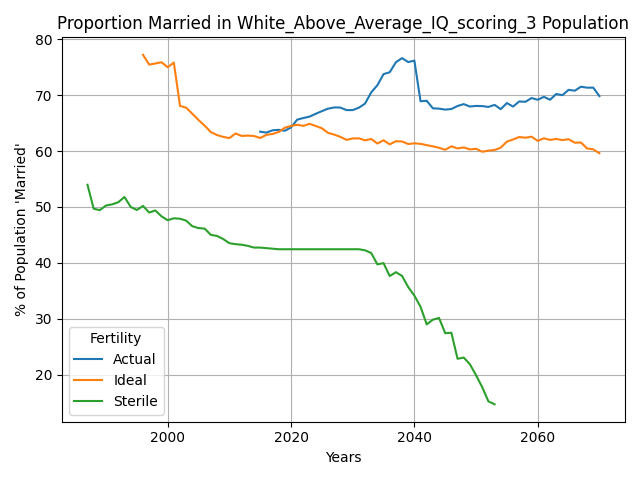 Proportion Married in White_Above_Average_IQ_scoring_3 Population
% of Population 'Married'
80
70
60
50
40
30
20
Fertility
Actual
Ideal
Sterile
2000
2020
2040
2060
Years